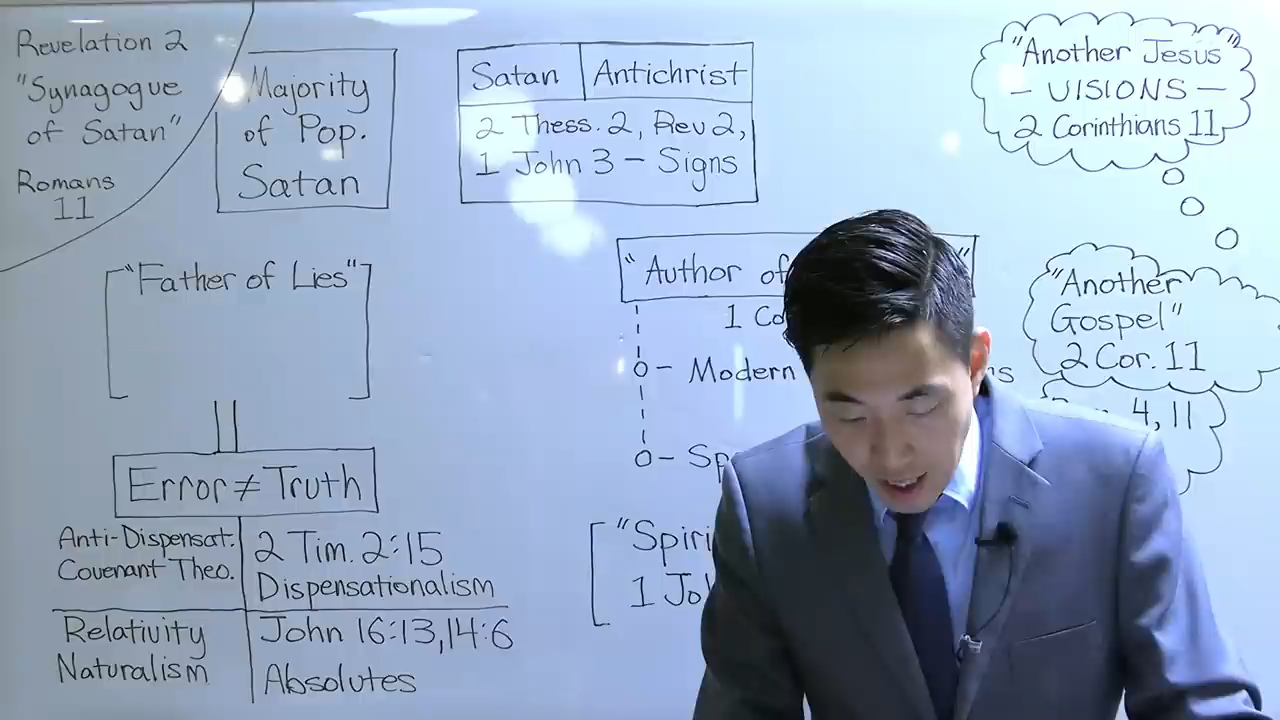 Revelation 2
"Synagogue
of Satan"
Romans
11
Majority
of Pop.
Satan
Satan
Antichrist
2 Thess. 2, Rev 2,
1 John 3 – Signs
"Another Jesus"
– VISIONS –
2 Corinthians 11
"Father of Lies"
"Author of
"
1
Modern
"Another
Gospel"
2 Cor. 11
4, 11
Error ≠ Truth
Anti-Dispensat.
Covenant Theo.
2 Tim. 2:15
Dispensationalism
Relativity
Naturalism
John 16:13, 14:6
Absolutes
1